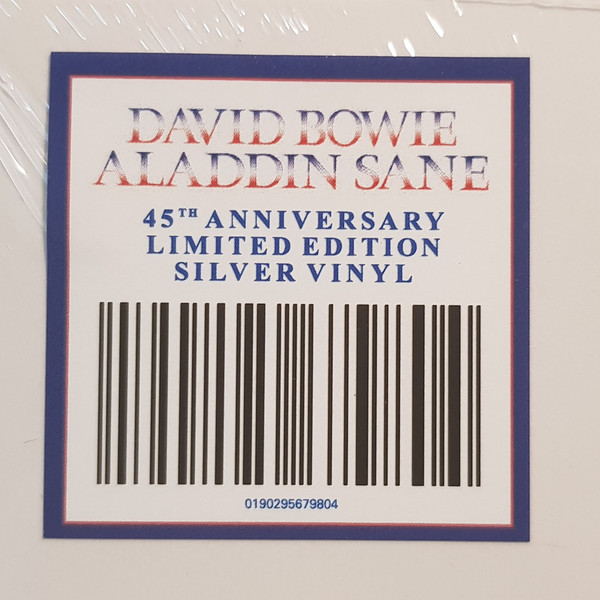 DAVID BOWIE
ALADDIN SANE
45TH ANNIVERSARY
LIMITED EDITION
SILVER VINYL
0190295679804